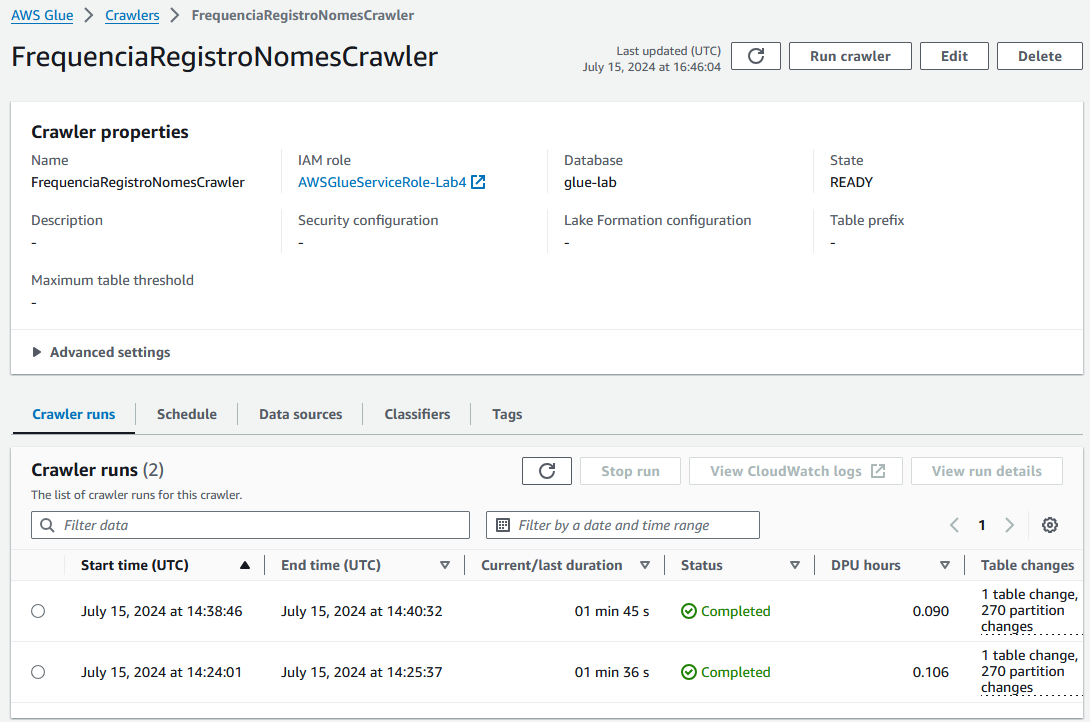 AWS Glue > Crawlers > FrequenciaRegistroNomesCrawler
FrequenciaRegistroNomesCrawler
Last updated (UTC)
July 15, 2024 at 16:46:04
Run crawler
Edit
Delete
Crawler properties
Name
FrequenciaRegistroNomesCrawler
IAM role
AWSGlueServiceRole-Lab4
Database
glue-lab
State
READY
Description
-
Security configuration
-
Lake Formation configuration
-
Table prefix
-
Maximum table threshold
-
Advanced settings
Crawler runs
Schedule
Data sources
Classifiers
Tags
Crawler runs (2)
The list of crawler runs for this crawler.
Stop run
View CloudWatch logs
View run details
Filter data
Filter by a date and time range
1
Start time (UTC) End time (UTC) Current/last duration Status DPU hours Table changes
July 15, 2024 at 14:38:46 July 15, 2024 at 14:40:32 01 min 45 s Completed 0.090
1 table change,
270 partition
changes
July 15, 2024 at 14:24:01 July 15, 2024 at 14:25:37 01 min 36 s Completed 0.106
1 table change,
270 partition
changes